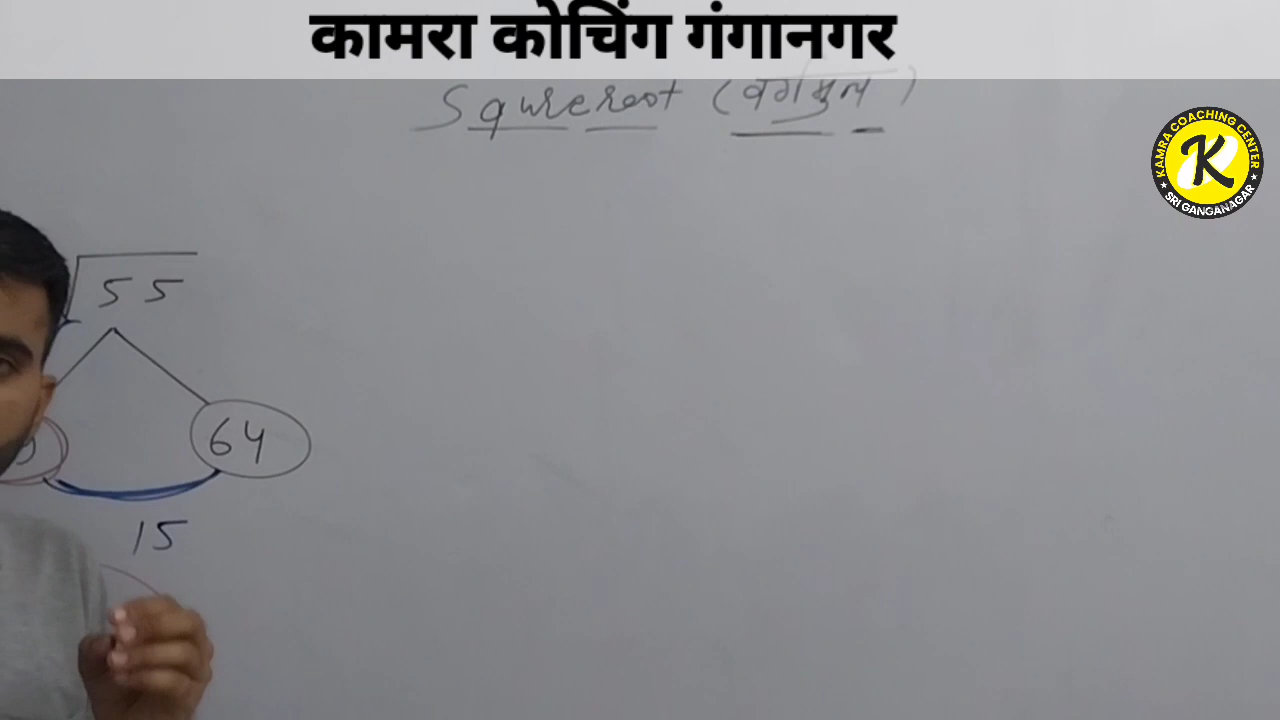 कामरा कोचिंग गंगानगर
Squreroot (वर्गमुल)
KAMRA COACHING CENTER
K
SRI GANGANAGAR
55
64
15